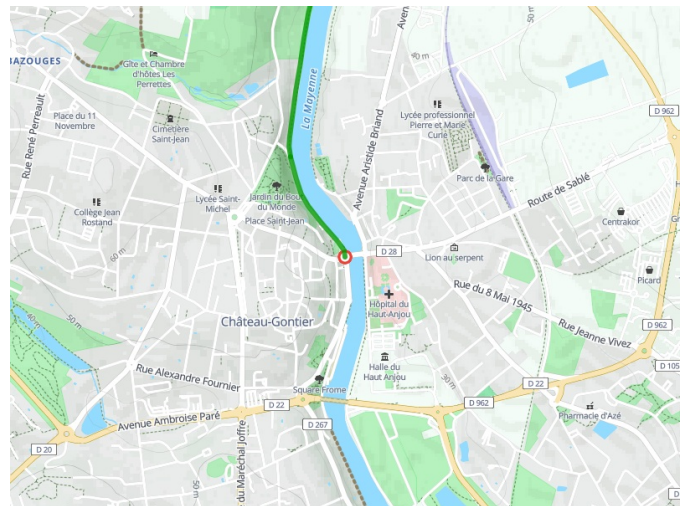 BAZOUGES
Gîte et Chambre
d'hôtes Les
Perrettes
Place du 11
Novembre
Cimetière
Saint-Jean
Rue René Perreault
La Mayenne
Avenue Aristide Briand
Aven
50 m
40 m
Lycée professionnel
Pierre et Marie
Curie
Parc de la Gare
D 962
Route de Sablé
Collège Jean
Rostand
Lycée Saint-
Michel
Jardin du Bout
du Monde
Place Saint-Jean
60 m
D 28
Lion au serpent
Centrakor
H
Picard
Rue du 8 Mai 1945
Hôpital du
Haut-Anjou
Château-Gontier
40 m
50 m
Rue Jeanne Vivez
D 962
D 105
Halle du
Haut Anjou
Rue Alexandre Fournier
Square Frome
30 m
D 22
D 22
D 962
Pharmacie d'Azé
Avenue Ambroise Paré
D 267
D 20
du Maréchal Joffre
50 m
50 m
D